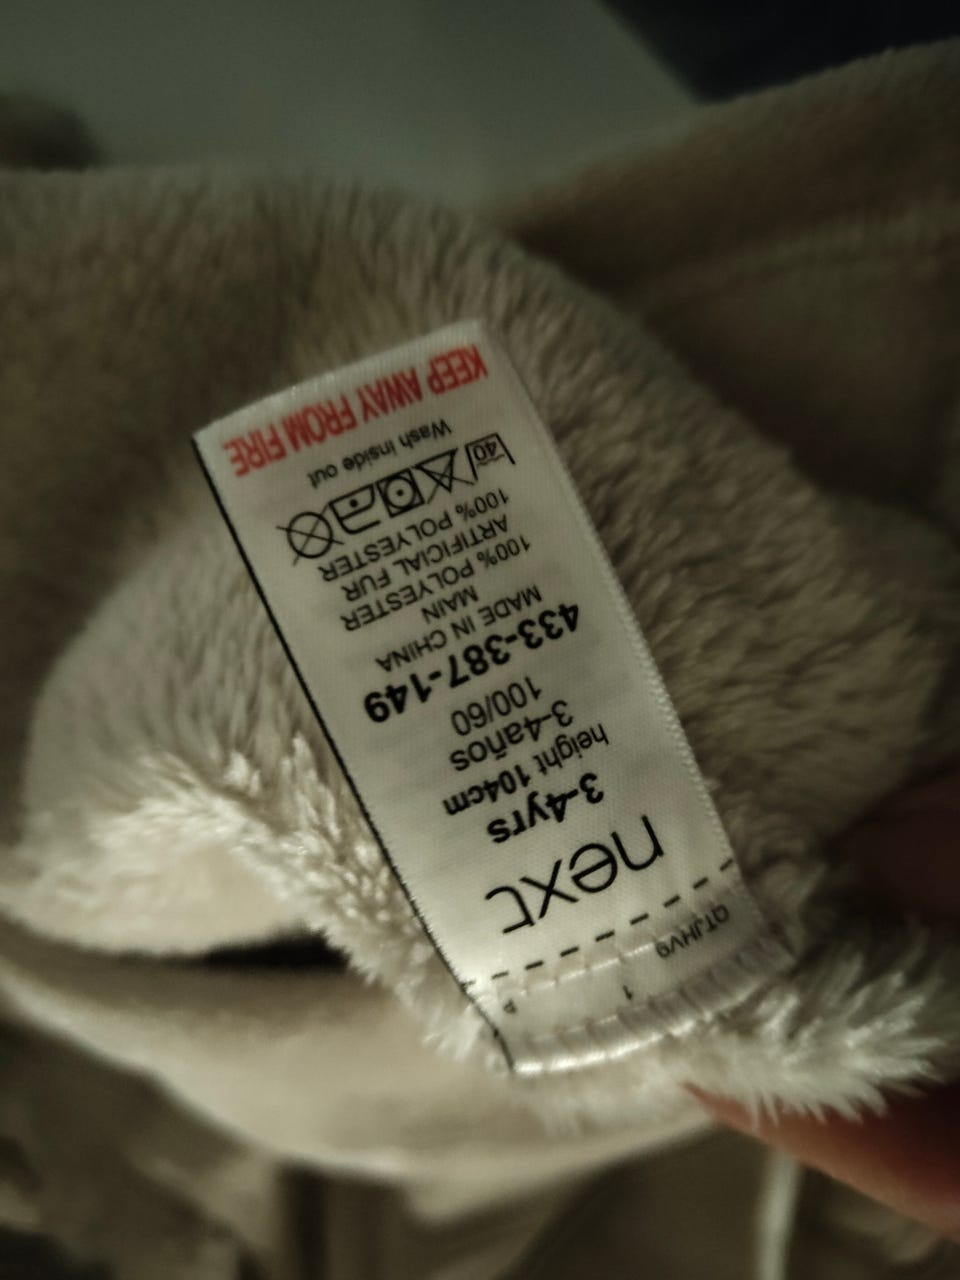 QTJHV9
1
next
3-4yrs
height 104cm
3-4años
100/60
433-387-149
MADE IN CHINA
MAIN
100% POLYESTER
ARTIFICIAL FUR
100% POLYESTER
40
Wash inside out
KEEP AWAY FROM FIRE